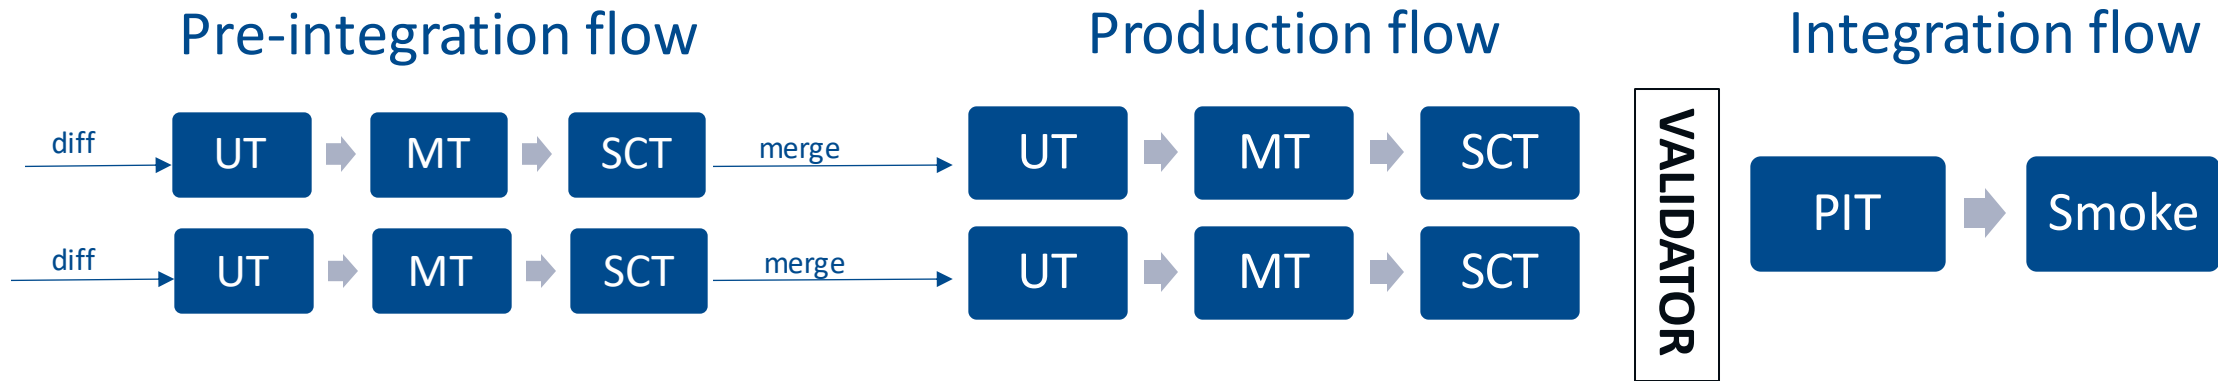 Pre-integration flow
Production flow
Integration flow
diff
UT
MT
SCT
merge
UT
MT
SCT
diff
UT
MT
SCT
merge
UT
MT
SCT
VALIDATOR
PIT
Smoke